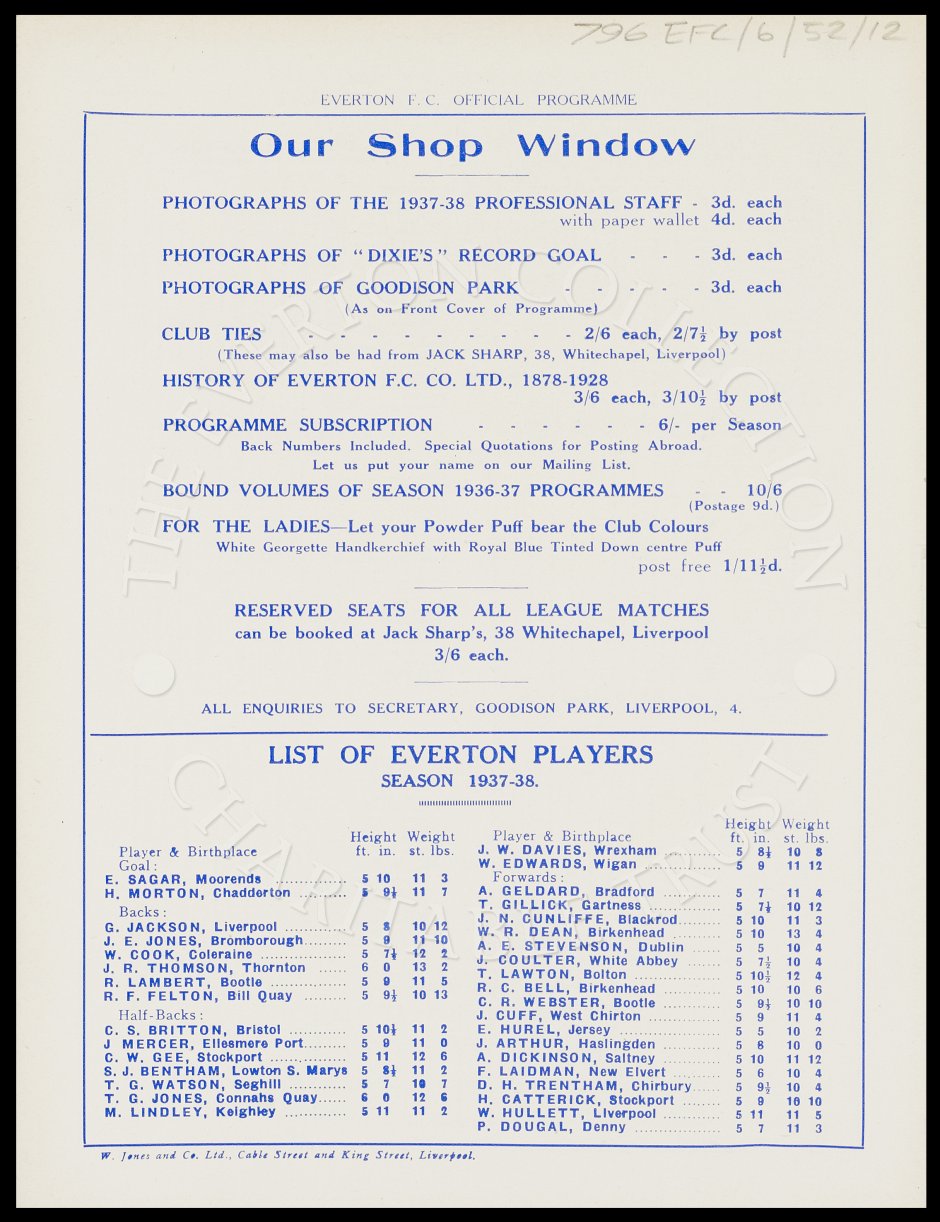 796 EFC/6/52/12
EVERTON F.C. OFFICIAL PROGRAMME
Our Shop Window
PHOTOGRAPHS OF THE 1937-38 PROFESSIONAL STAFF - 3d. each
with paper wallet 4d. each
PHOTOGRAPHS OF "DIXIE'S" RECORD GOAL - - - 3d. each
PHOTOGRAPHS OF GOODISON PARK - - - - - 3d. each
(As on Front Cover of Programme)
CLUB TIES - - - - - - - - - 2/6 each, 2/7½ by post
(These may also be had from JACK SHARP, 38, Whitechapel, Liverpool)
HISTORY OF EVERTON F.C. CO. LTD., 1878-1928
3/6 each, 3/10½ by post
PROGRAMME SUBSCRIPTION - - - - - - 6/- per Season
Back Numbers Included. Special Quotations for Posting Abroad.
Let us put your name on our Mailing List.
BOUND VOLUMES OF SEASON 1936-37 PROGRAMMES - - 10/6
(Postage 9d.)
FOR THE LADIES—Let your Powder Puff bear the Club Colours
White Georgette Handkerchief with Royal Blue Tinted Down centre Puff
post free 1/11½d.
RESERVED SEATS FOR ALL LEAGUE MATCHES
can be booked at Jack Sharp's, 38 Whitechapel, Liverpool
3/6 each.
ALL ENQUIRIES TO SECRETARY, GOODISON PARK, LIVERPOOL, 4.
LIST OF EVERTON PLAYERS
SEASON 1937-38.
Height Weight
Player & Birthplace ft. in. st. lbs.
Goal:
E. SAGAR, Moorends ............... 5 10 11 3
H. MORTON, Chadderton .......... 5 9½ 11 7
Backs:
G. JACKSON, Liverpool ............. 5 8 10 12
J. E. JONES, Bromborough......... 5 9 11 10
W. COOK, Coleraine ................. 5 7½ 12 2
J. R. THOMSON, Thornton ...... 6 0 13 2
R. LAMBERT, Bootle ................ 5 9 11 5
R. F. FELTON, Bill Quay ......... 5 9½ 10 13
Half-Backs:
C. S. BRITTON, Bristol ............ 5 10½ 11 2
J MERCER, Ellesmere Port......... 5 9 11 0
C. W. GEE, Stockport ................ 5 11 12 6
S. J. BENTHAM, Lowton S. Marys 5 8½ 11 2
T. G. WATSON, Seghill ............. 5 7 10 7
T. G. JONES, Connahs Quay...... 6 0 12 6
M. LINDLEY, Keighley ............. 5 11 11 2
Height Weight
Player & Birthplace ft. in. st. lbs.
J. W. DAVIES, Wrexham .......... 5 8½ 10 8
W. EDWARDS, Wigan ............... 5 9 11 12
Forwards:
A. GELDARD, Bradford ............ 5 7 11 4
T. GILLICK, Gartness ............... 5 7½ 10 12
J. N. CUNLIFFE, Blackrod......... 5 10 11 3
W. R. DEAN, Birkenhead .......... 5 10 13 4
A. E. STEVENSON, Dublin ....... 5 5 10 4
J. COULTER, White Abbey ........ 5 7½ 10 4
T. LAWTON, Bolton .................. 5 10½ 12 4
R. C. BELL, Birkenhead ............ 5 10 10 6
C. R. WEBSTER, Bootle ............ 5 9½ 10 10
J. CUFF, West Chirton .............. 5 9 11 4
E. HUREL, Jersey ..................... 5 5 10 2
J. ARTHUR, Haslingden ........... 5 8 10 0
A. DICKINSON, Saltney ............ 5 10 11 12
F. LAIDMAN, New Elvert ......... 5 6 10 4
D. H. TRENTHAM, Chirbury...... 5 9½ 10 4
H. CATTERICK, Stockport ........ 5 9 10 10
W. HULLETT, Liverpool ............ 5 11 11 5
P. DOUGAL, Denny .................. 5 7 11 3
W. Jones and Co. Ltd., Cable Street and King Street, Liverpool.
THE EVERTON COLLECTION
CHARITABLE TRUST